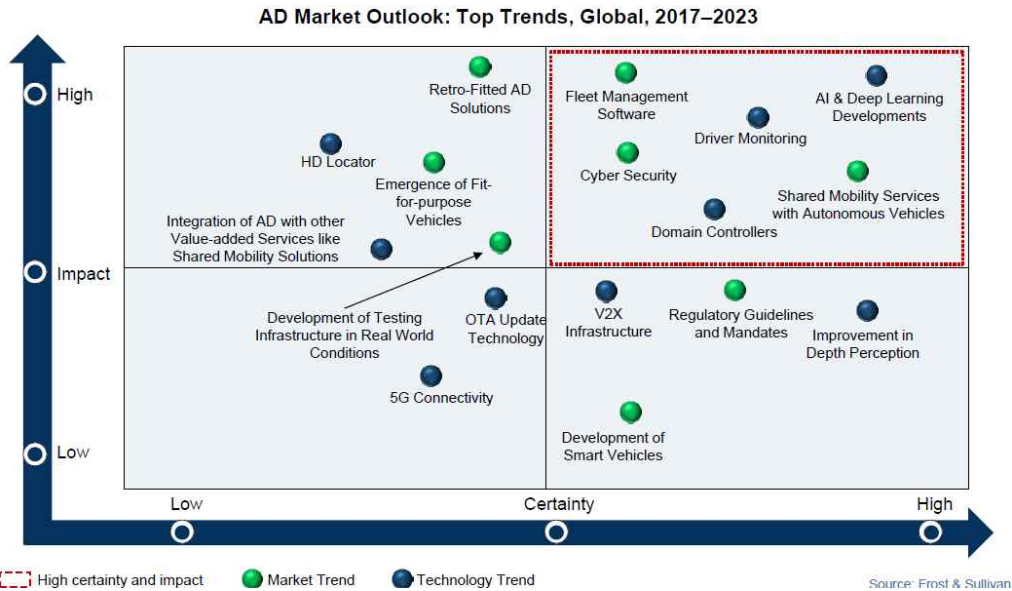 AD Market Outlook: Top Trends, Global, 2017–2023
High
Impact
Low
Retro-Fitted AD
Solutions
HD Locator
Emergence of Fit-
for-purpose
Vehicles
Integration of AD with other
Value-added Services like
Shared Mobility Solutions
Fleet Management
Software
AI & Deep Learning
Developments
Driver Monitoring
Cyber Security
Shared Mobility Services
with Autonomous Vehicles
Domain Controllers
Development of Testing
Infrastructure in Real World
Conditions
OTA Update
Technology
5G Connectivity
V2X
Infrastructure
Regulatory Guidelines
and Mandates
Improvement in
Depth Perception
Development of
Smart Vehicles
Low
Certainty
High
High certainty and impact
Market Trend
Technology Trend
Source: Frost & Sullivan